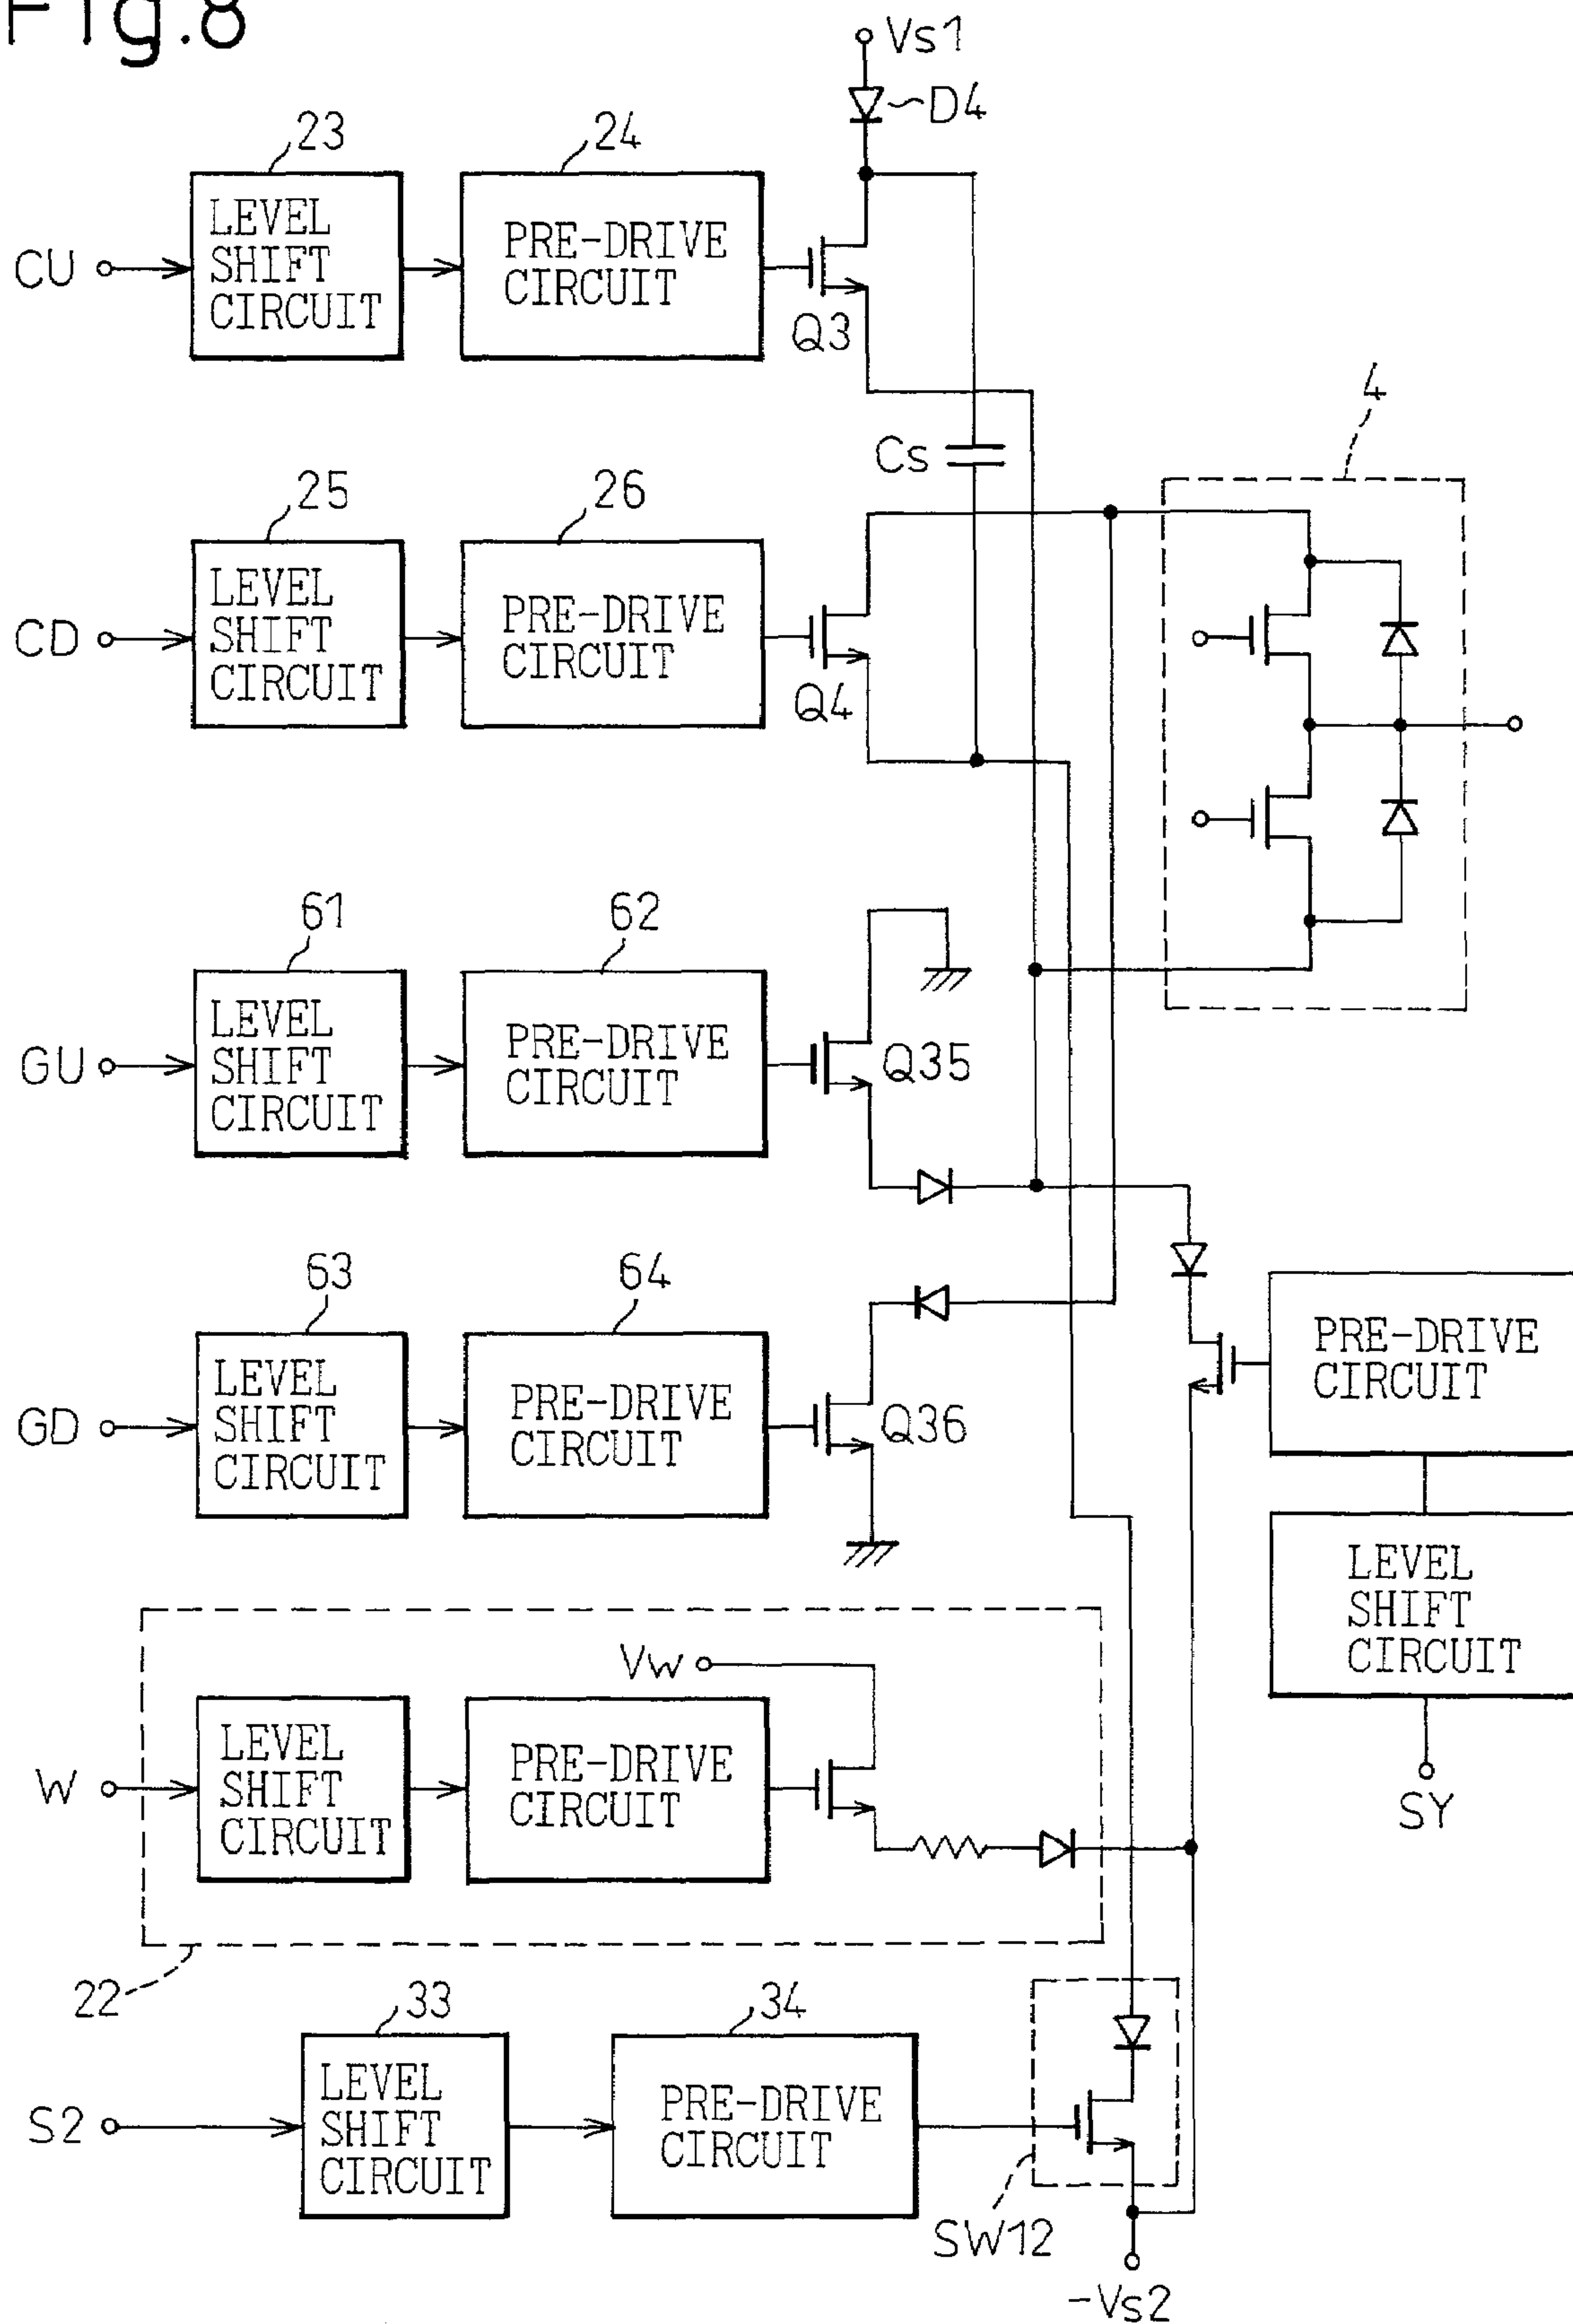 Fig.8
Vs1
D4
23
24
CU
LEVEL
SHIFT
CIRCUIT
PRE-DRIVE
CIRCUIT
Q3
4
Cs
25
26
CD
LEVEL
SHIFT
CIRCUIT
PRE-DRIVE
CIRCUIT
Q4
61
62
GU
LEVEL
SHIFT
CIRCUIT
PRE-DRIVE
CIRCUIT
Q35
63
64
GD
LEVEL
SHIFT
CIRCUIT
PRE-DRIVE
CIRCUIT
Q36
PRE-DRIVE
CIRCUIT
LEVEL
SHIFT
CIRCUIT
SY
Vw
W
LEVEL
SHIFT
CIRCUIT
PRE-DRIVE
CIRCUIT
22
33
34
S2
LEVEL
SHIFT
CIRCUIT
PRE-DRIVE
CIRCUIT
SW12
-Vs2